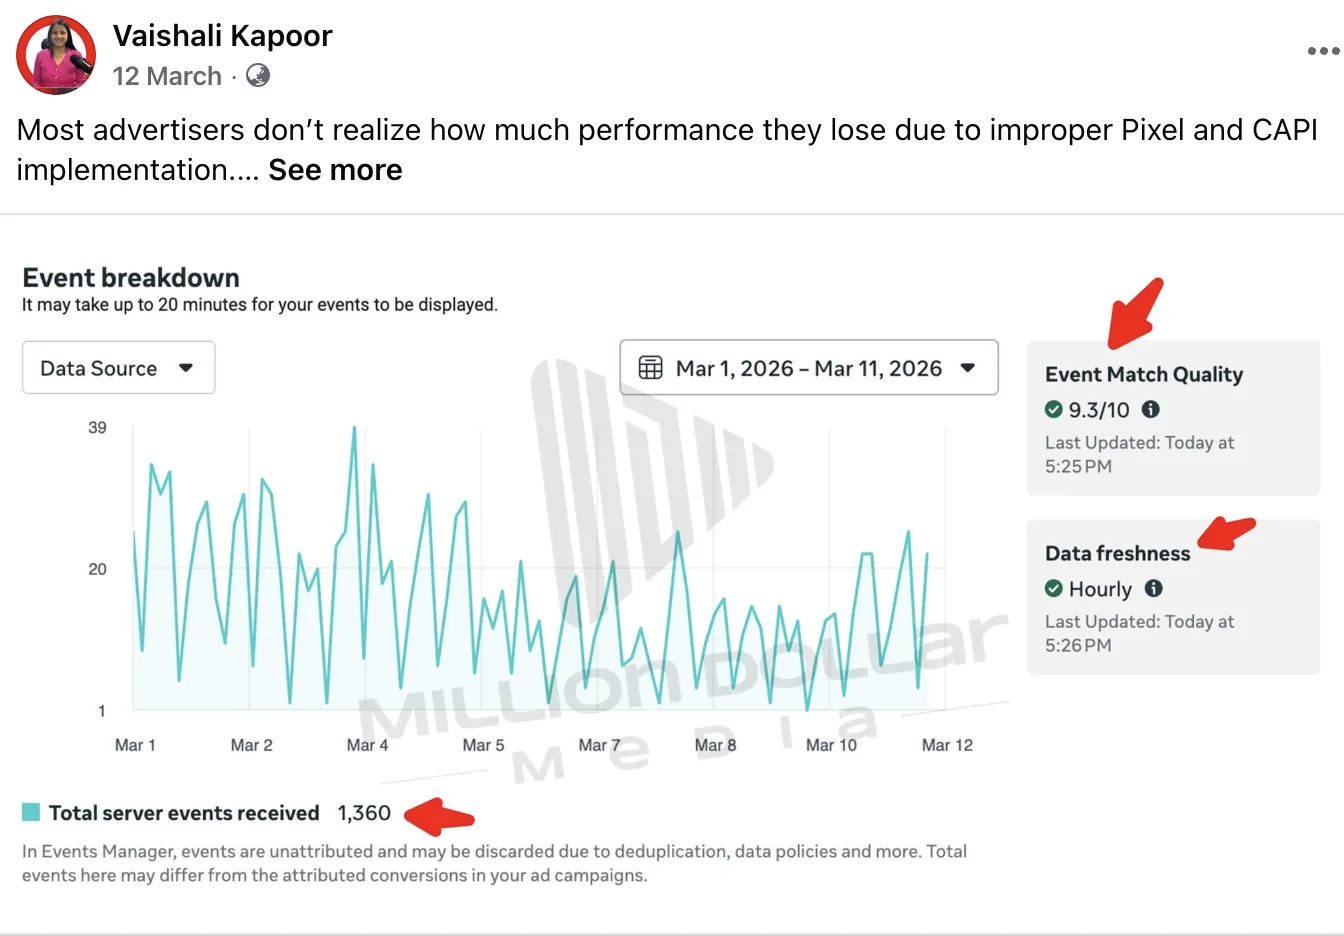 Vaishali Kapoor
12 March ·
Most advertisers don’t realize how much performance they lose due to improper Pixel and CAPI
implementation.... See more
Event breakdown
It may take up to 20 minutes for your events to be displayed.
Data Source
Mar 1, 2026 – Mar 11, 2026
39
20
1
Mar 1
Mar 2
Mar 4
Mar 5
Mar 7
Mar 8
Mar 10
Mar 12
MILLION DOLLAR
MEDIA
Event Match Quality
9.3/10
Last Updated: Today at
5:25 PM
Data freshness
Hourly
Last Updated: Today at
5:26 PM
Total server events received 1,360
In Events Manager, events are unattributed and may be discarded due to deduplication, data policies and more. Total
events here may differ from the attributed conversions in your ad campaigns.